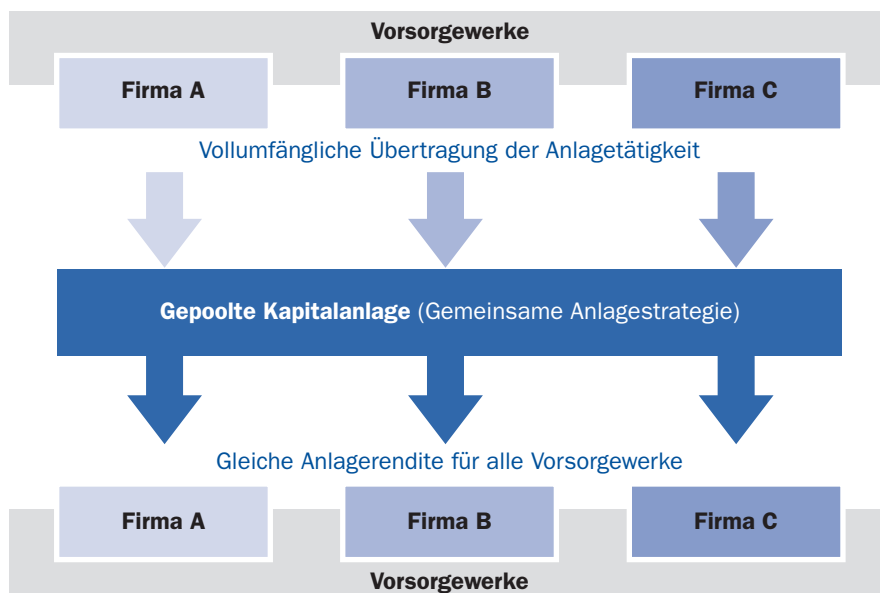 Vorsorgewerke
Firma A
Firma B
Firma C
Vollumfängliche Übertragung der Anlagetätigkeit
Gepoolte Kapitalanlage (Gemeinsame Anlagestrategie)
Gleiche Anlagerendite für alle Vorsorgewerke
Firma A
Firma B
Firma C
Vorsorgewerke